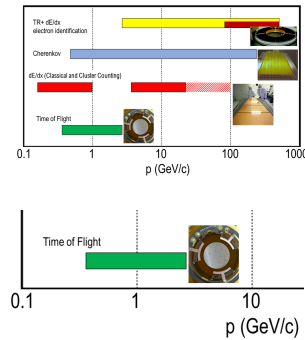 TR+ dE/dx
electron identification
Cherenkov
dE/dx (Classical and Cluster Counting)
Time of Flight
0.1 1 10 100 1000
p (GeV/c)
Time of Flight
0.1 1 10
p (GeV/c)